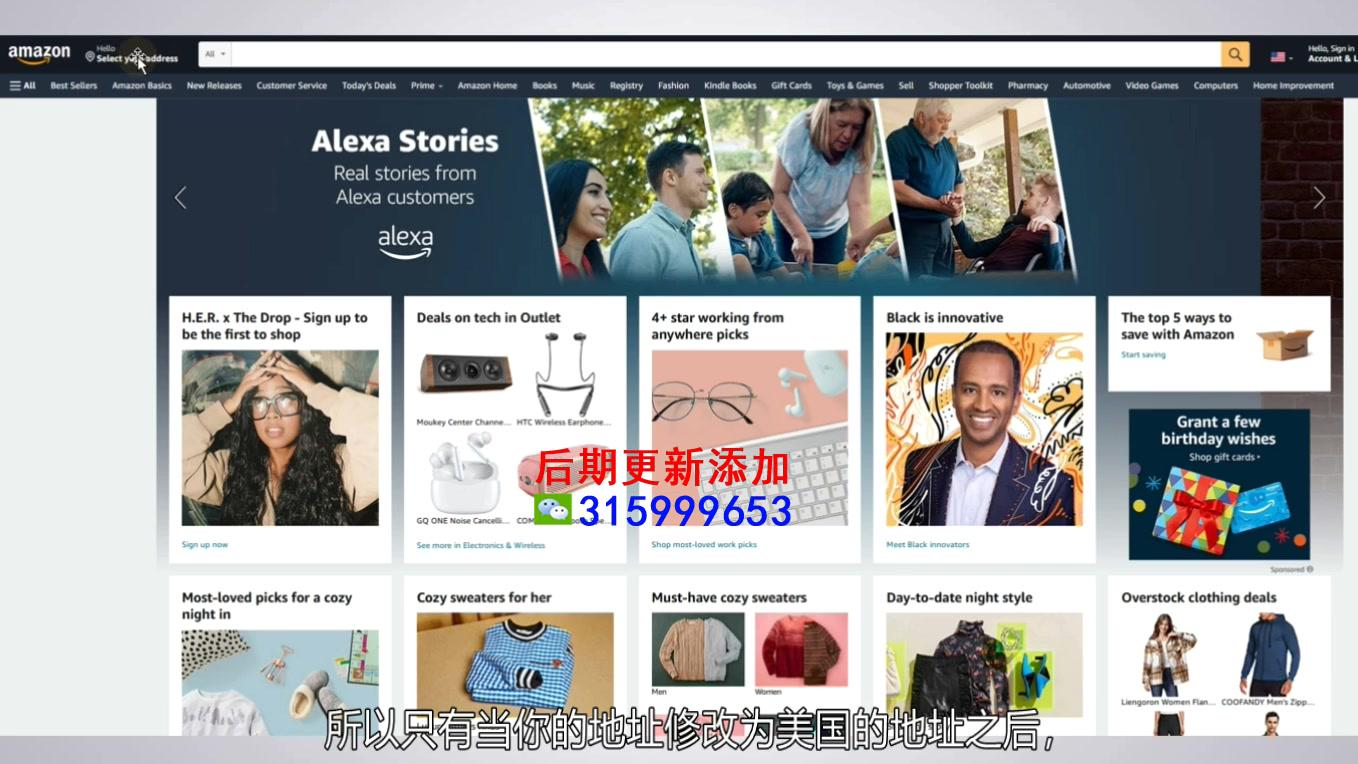 amazon
Hello
Select your address
All
Hello, Sign in
Account & L
All
Best Sellers
Amazon Basics
New Releases
Customer Service
Today's Deals
Prime
Amazon Home
Books
Music
Registry
Fashion
Kindle Books
Gift Cards
Toys & Games
Sell
Shopper Toolkit
Pharmacy
Automotive
Video Games
Computers
Home Improvement
Alexa Stories
Real stories from
Alexa customers
alexa
H.E.R. x The Drop - Sign up to
be the first to shop
Sign up now
Deals on tech in Outlet
Moukey Center Channe...
HTC Wireless Earphone...
GQ ONE Noise Cancelli...
See more in Electronics & Wireless
4+ star working from
anywhere picks
Shop most-loved work picks
Black is innovative
Meet Black innovators
The top 5 ways to
save with Amazon
Start saving
Grant a few
birthday wishes
Shop gift cards
Sponsored
后期更新添加
315999653
Most-loved picks for a cozy
night in
Cozy sweaters for her
Must-have cozy sweaters
Men
Women
Day-to-date night style
Overstock clothing deals
Liengoron Women Flan...
COOFANDY Men's Zipp...
所以只有当你的地址修改为美国的地址之后，